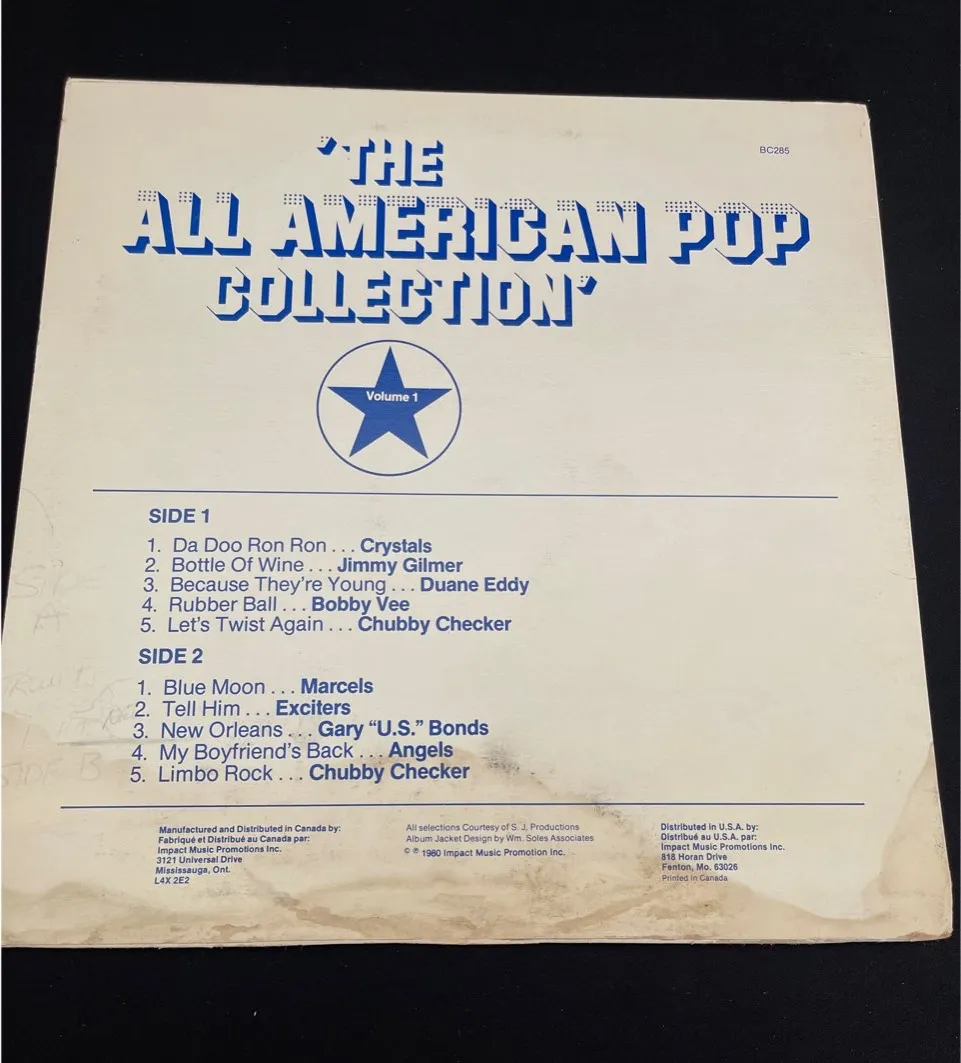 BC285
'THE
ALL AMERICAN POP
COLLECTION'
Volume 1
SIDE 1
1. Da Doo Ron Ron . . . Crystals
2. Bottle Of Wine . . . Jimmy Gilmer
3. Because They're Young . . . Duane Eddy
4. Rubber Ball . . . Bobby Vee
5. Let's Twist Again . . . Chubby Checker
SIDE 2
1. Blue Moon . . . Marcels
2. Tell Him . . . Exciters
3. New Orleans . . . Gary "U.S." Bonds
4. My Boyfriend's Back . . . Angels
5. Limbo Rock . . . Chubby Checker
SIDE
A
SIDE B
Manufactured and Distributed in Canada by:
Fabriqué et Distribué au Canada par:
Impact Music Promotions Inc.
3121 Universal Drive
Mississauga, Ont.
L4X 2E2
All selections Courtesy of S. J. Productions
Album Jacket Design by Wm. Soles Associates
© ℗ 1980 Impact Music Promotion Inc.
Distributed in U.S.A. by:
Distribué au U.S.A. par:
Impact Music Promotions Inc.
818 Horan Drive
Fenton, Mo. 63026
Printed in Canada